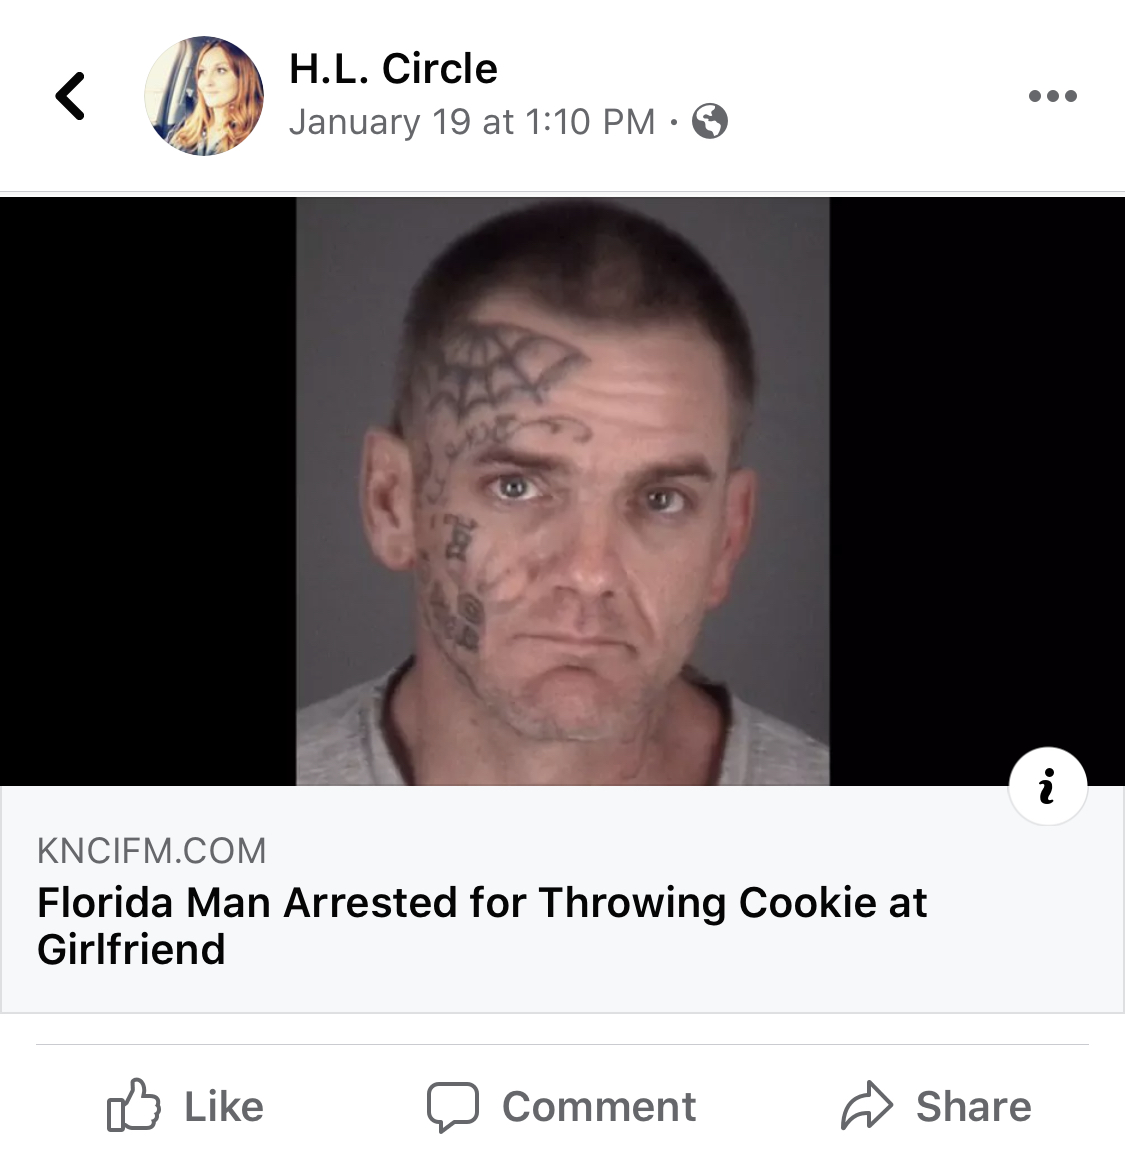 H.L. Circle
January 19 at 1:10 PM ·
KNCIFM.COM
Florida Man Arrested for Throwing Cookie at
Girlfriend
Like
Comment
Share